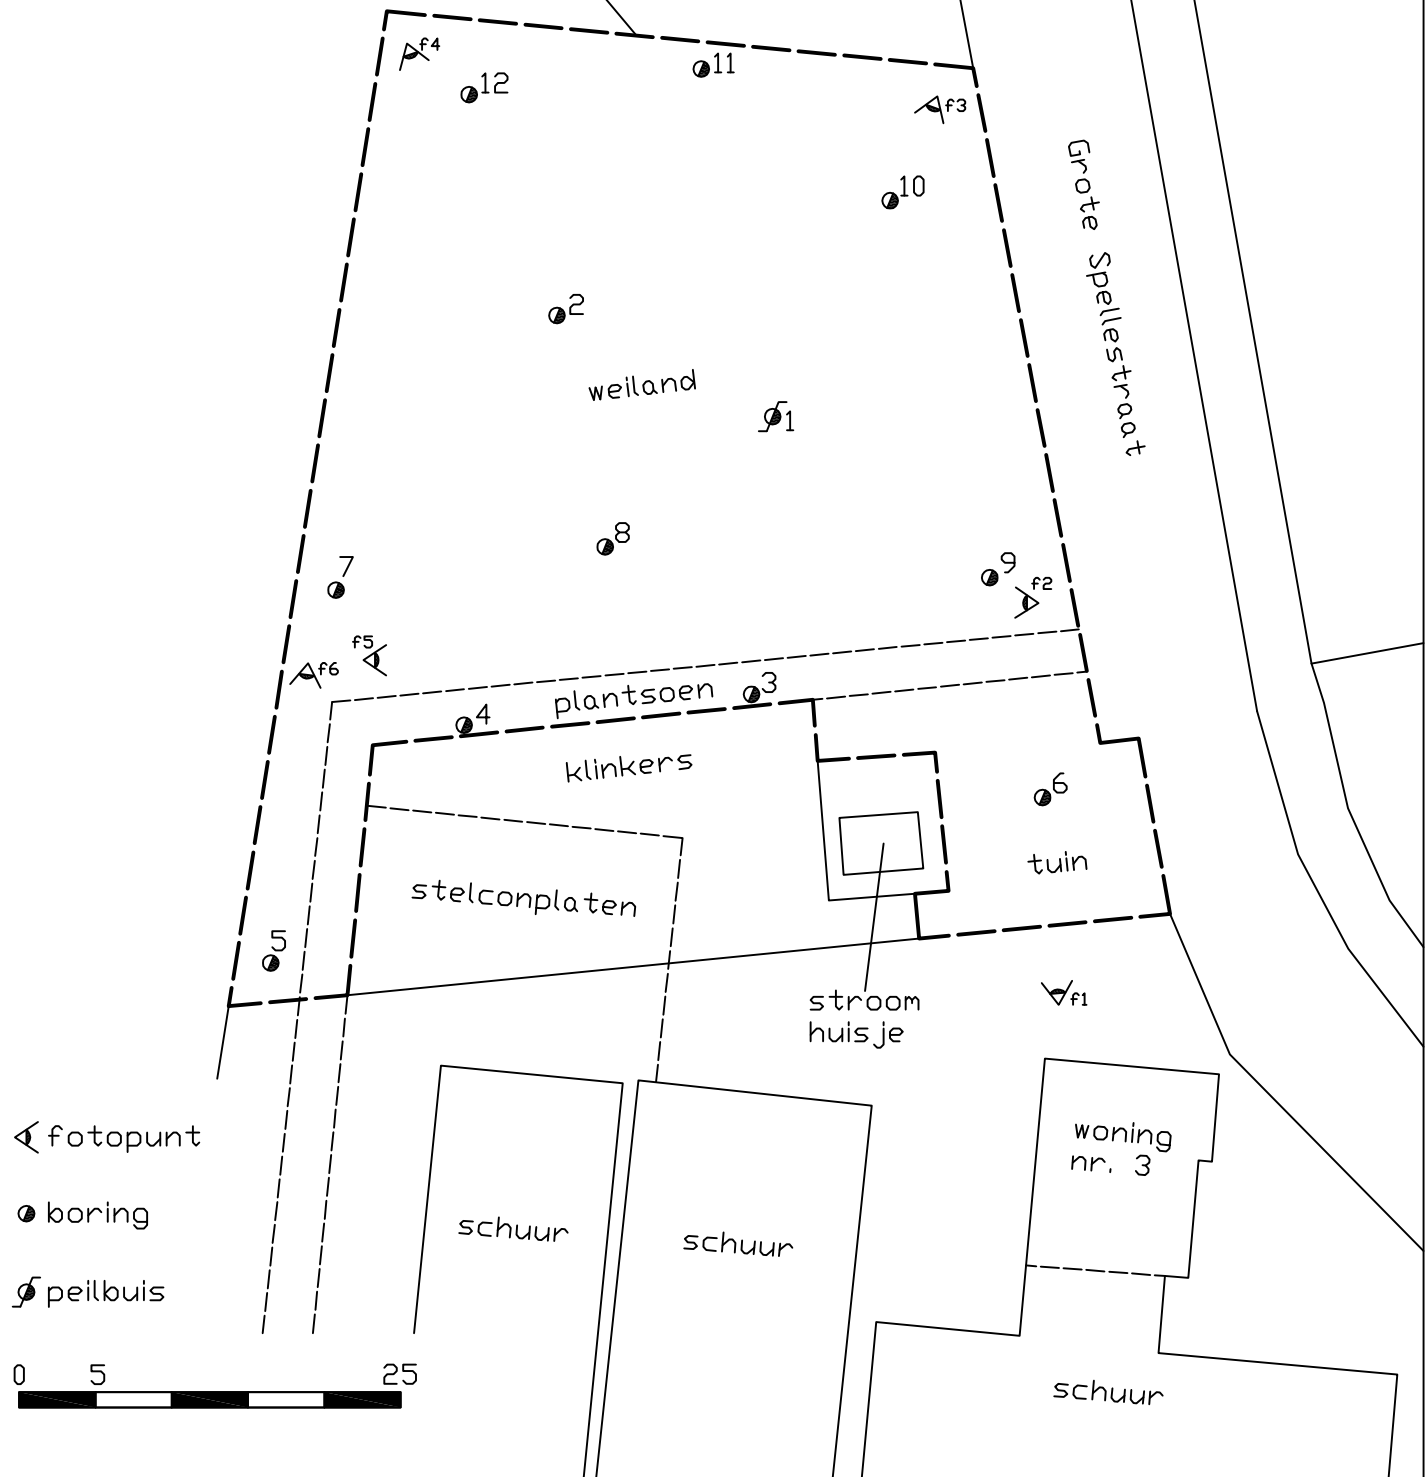 f4
12
11
f3
10
Grote Spellestraat
2
weiland
1
8
7
9
f2
f5
f6
plantsoen
3
4
klinkers
6
tuin
stelconplaten
5
stroom
huisje
f1
fotopunt
woning
nr. 3
boring
schuur
schuur
peilbuis
0 5 25
schuur